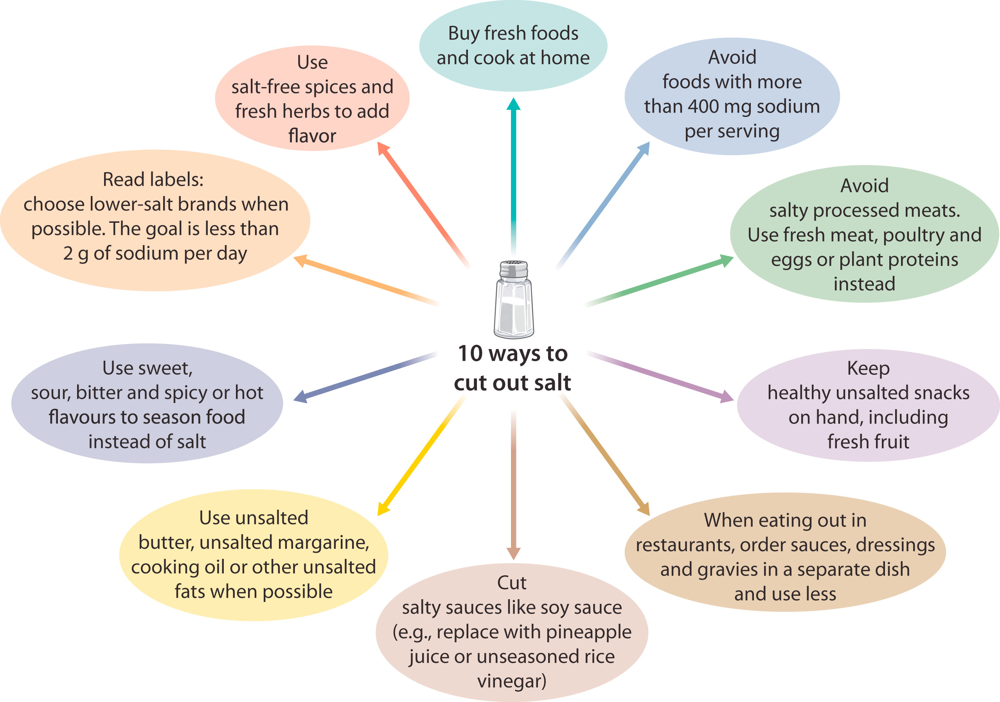 Buy fresh foods
and cook at home
Avoid
foods with more
than 400 mg sodium
per serving
Avoid
salty processed meats.
Use fresh meat, poultry and
eggs or plant proteins
instead
Keep
healthy unsalted snacks
on hand, including
fresh fruit
When eating out in
restaurants, order sauces, dressings
and gravies in a separate dish
and use less
Cut
salty sauces like soy sauce
(e.g., replace with pineapple
juice or unseasoned rice
vinegar)
Use unsalted
butter, unsalted margarine,
cooking oil or other unsalted
fats when possible
Use sweet,
sour, bitter and spicy or hot
flavours to season food
instead of salt
Read labels:
choose lower-salt brands when
possible. The goal is less than
2 g of sodium per day
Use
salt-free spices and
fresh herbs to add
flavor
10 ways to
cut out salt